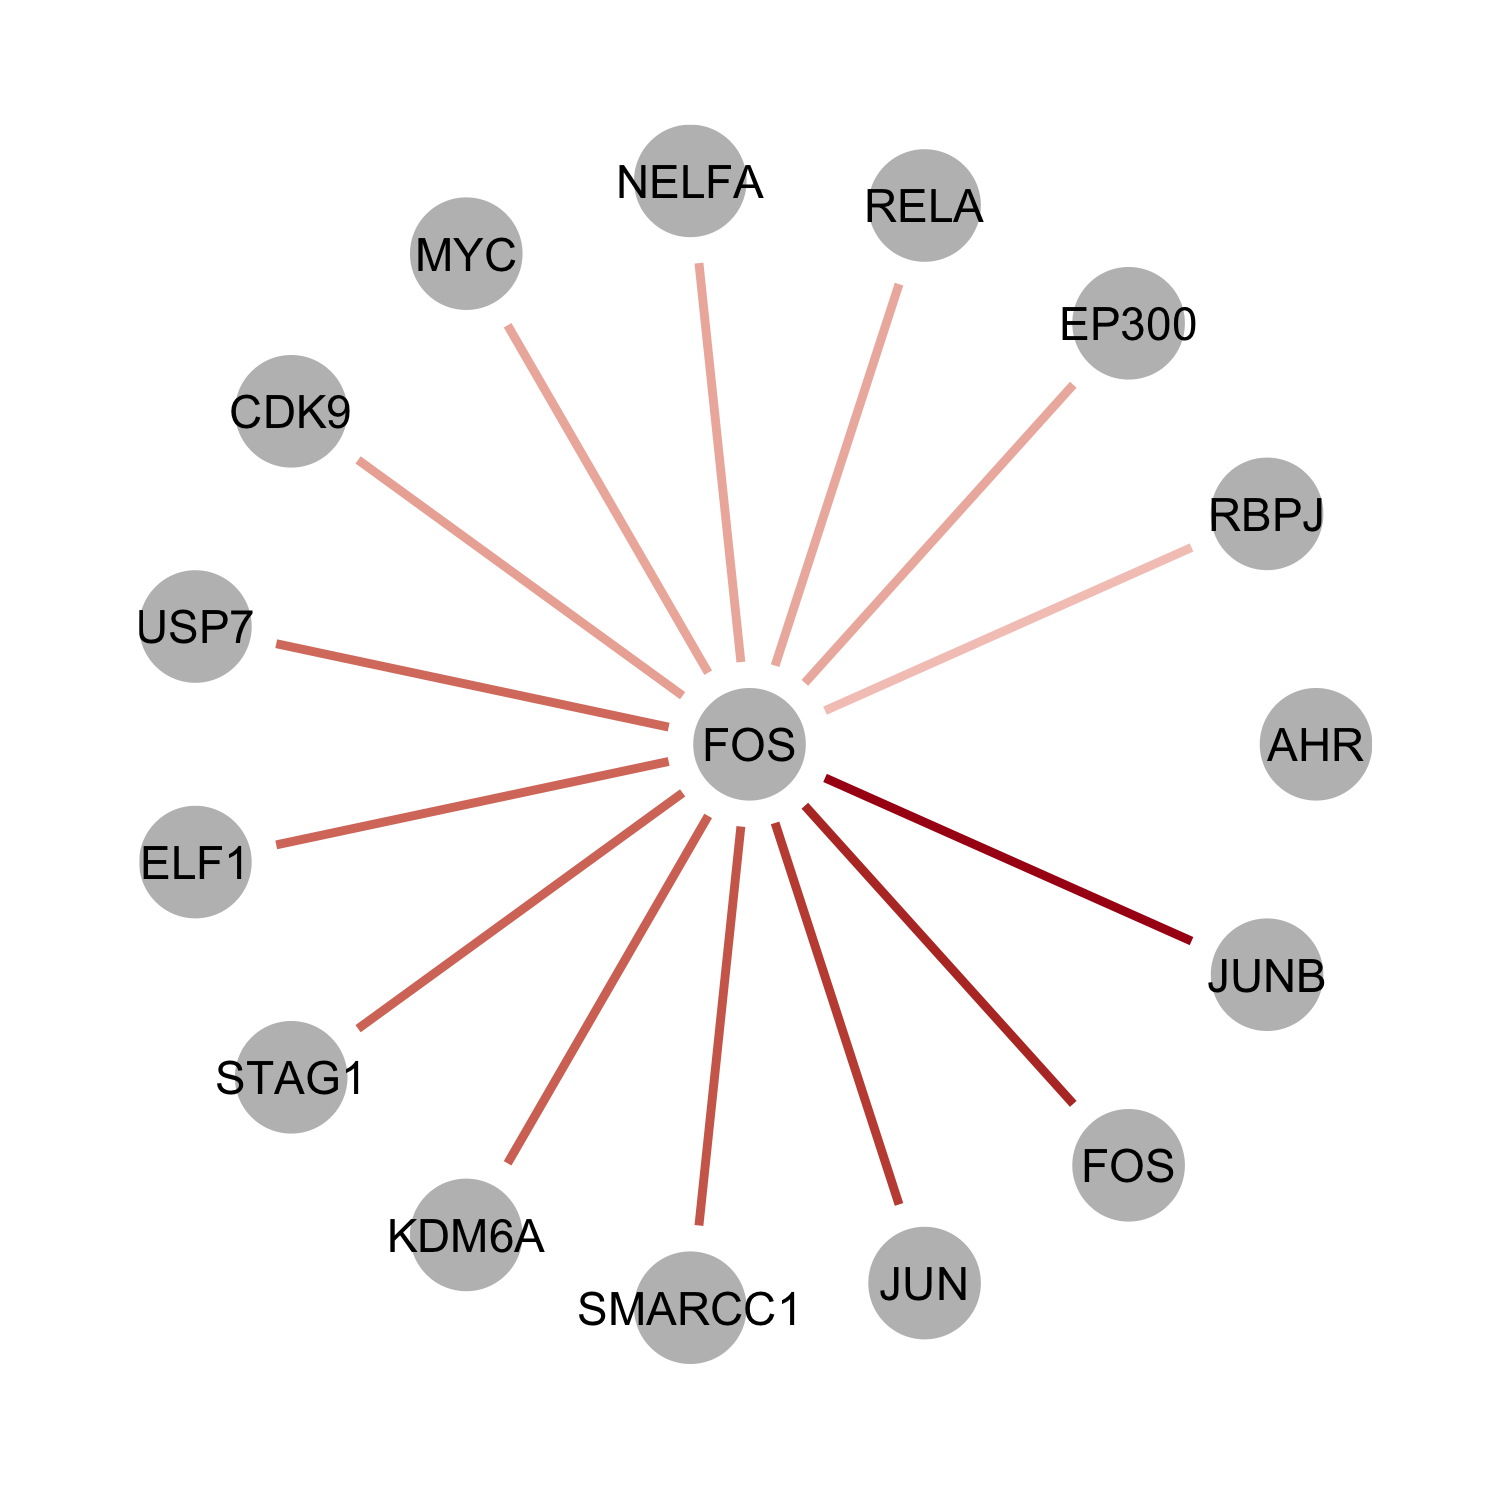 NELFA
RELA
MYC
EP300
CDK9
RBPJ
USP7
FOS
AHR
ELF1
JUNB
STAG1
FOS
KDM6A
JUN
SMARCC1